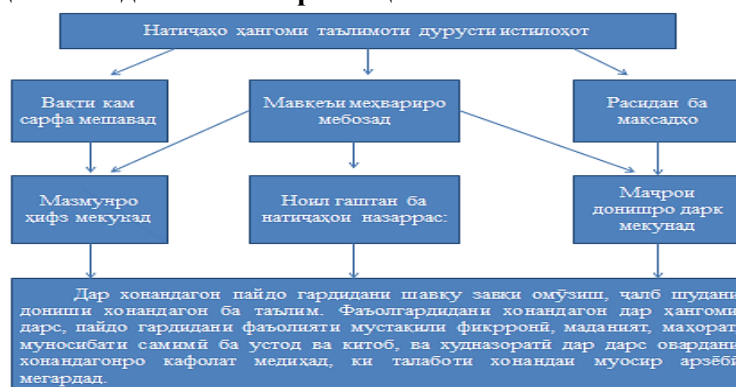 Натиҷаҳо ҳангоми таълимоти дурусти истилоҳот
Вақти кам
сарфа мешавад
Мавкеъи меҳвариро
мебозад
Расидан ба
мақсадҳо
Мазмунро
ҳифз мекунад
Ноил гаштан ба
натиҷаҳои назаррас:
Маҷрои
донишро дарк
мекунад
Дар хонандагон пайдо гардидани шавқу завқи омӯзиш, ҷалб шудани
дониши хонандагон ба таълим. Фаъолгардидани хонандагон дар ҳангоми
дарс, пайдо гардидани фаъолияти мустақили фикрронӣ, маданият, маҳорат,
муносибати самимӣ ба устод ва китоб, ва худназоратӣ дар дарс овардани
хонандагонро кафолат медиҳад, ки талаботи хонандаи муосир арзёбӣ
мегардад.